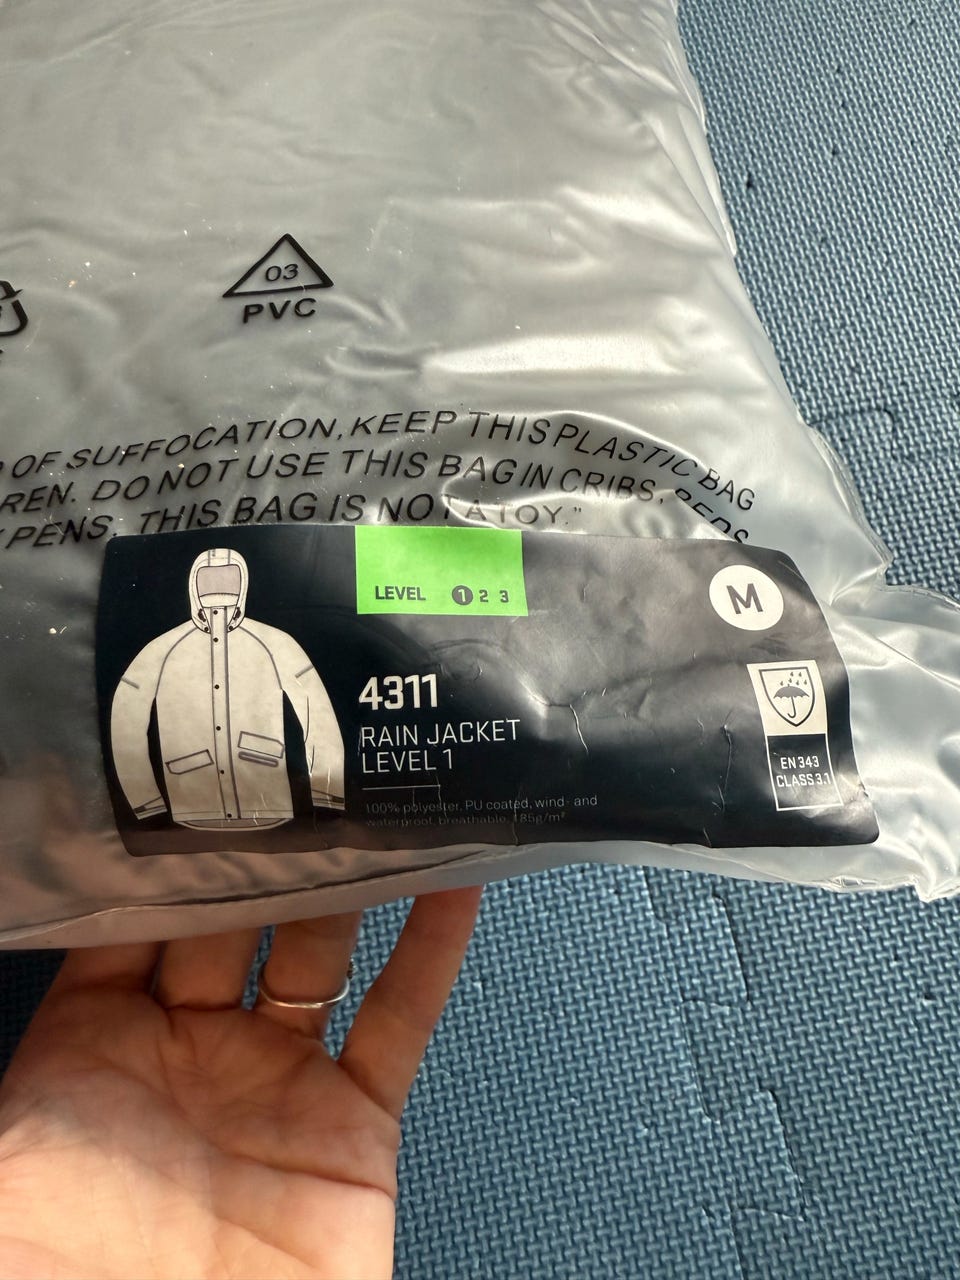 03
PVC
OF SUFFOCATION, KEEP THIS PLASTIC BAG
REN. DO NOT USE THIS BAG IN CRIBS, BEDS
PENS. THIS BAG IS NOT A TOY."
LEVEL 1 2 3
M
4311
RAIN JACKET
LEVEL 1
100% polyester, PU coated, wind- and
waterproof, breathable, 185g/m²
EN 343
CLASS 3.1